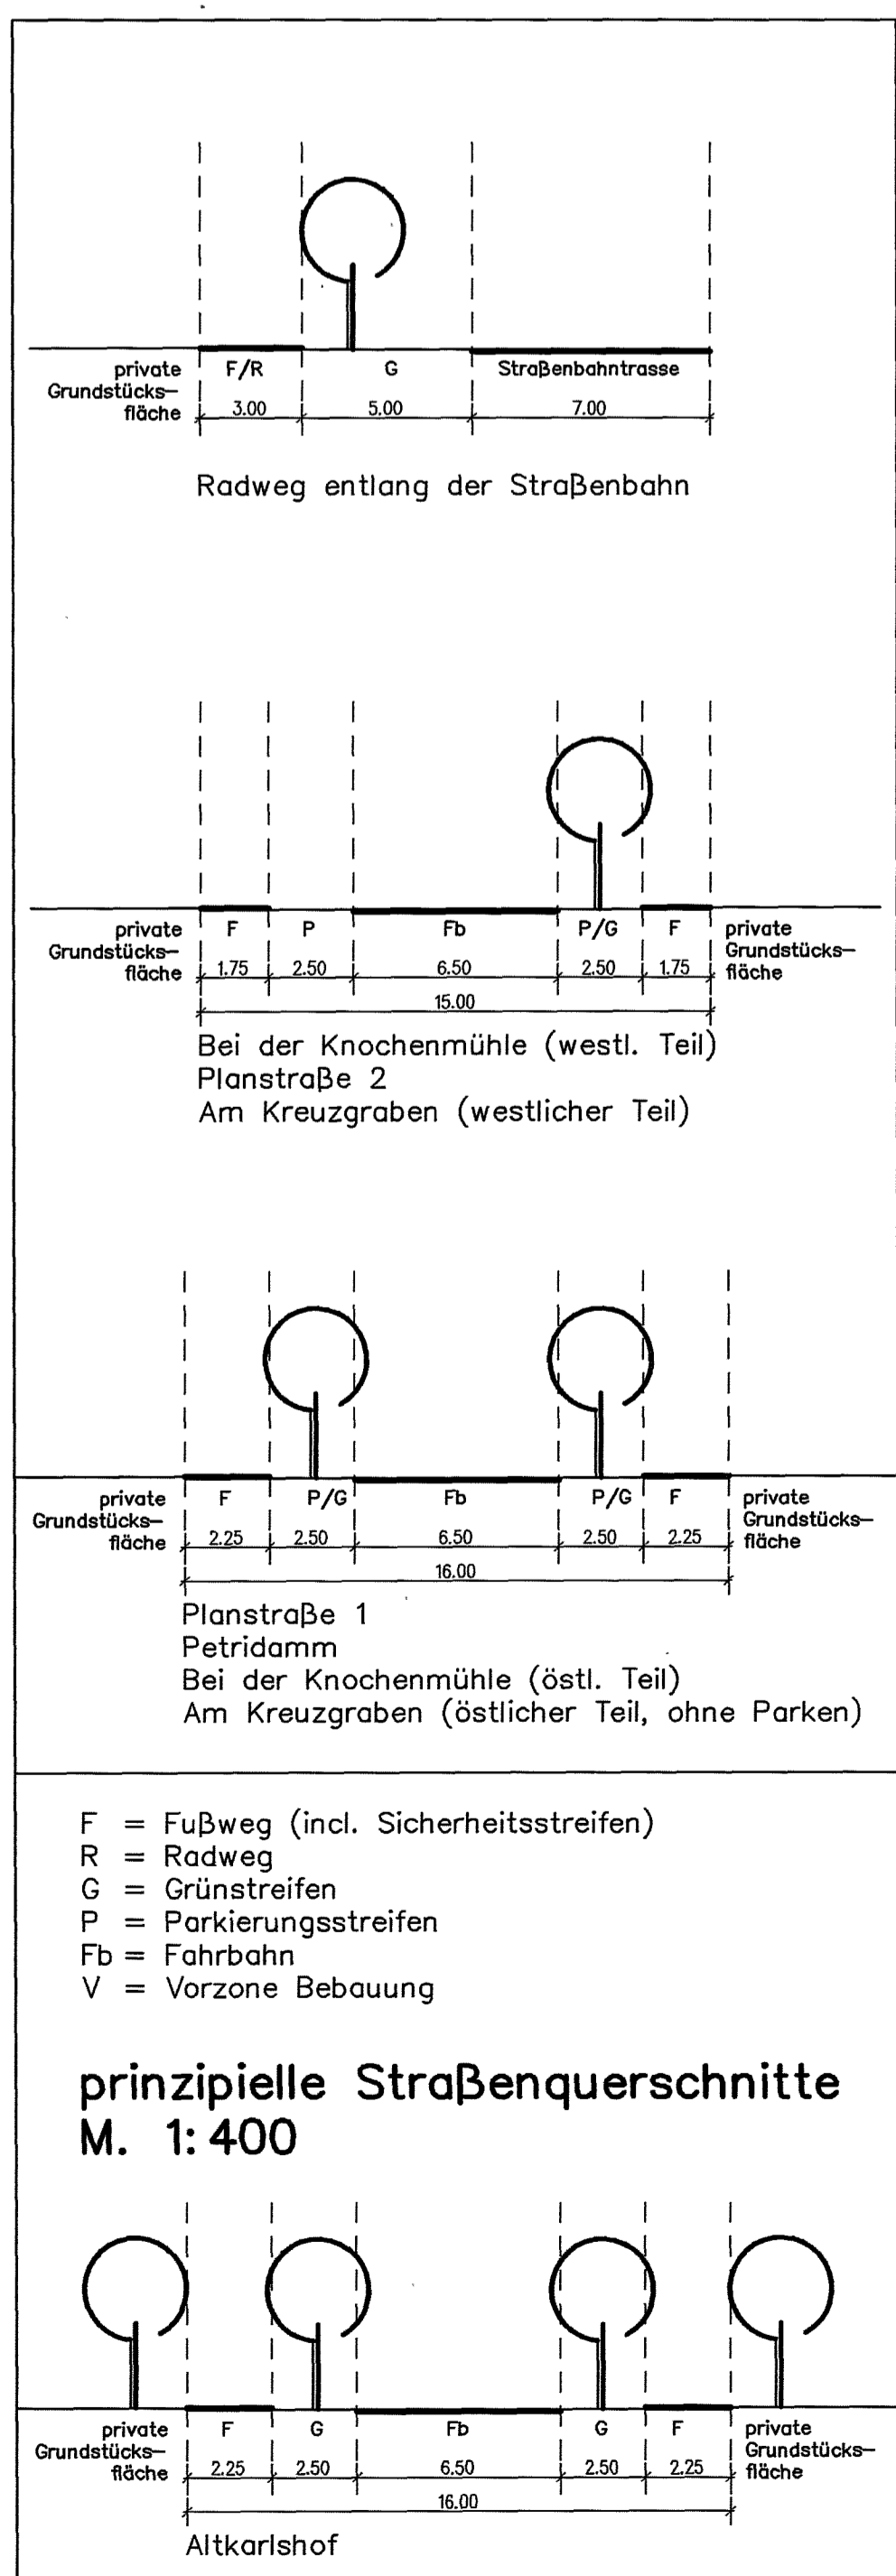 private F/R G Straßenbahntrasse
Grundstücks–
fläche 3.00 5.00 7.00
Radweg entlang der Straßenbahn
private F P Fb P/G F private
Grundstücks– Grundstücks–
fläche 1.75 2.50 6.50 2.50 1.75 fläche
15.00
Bei der Knochenmühle (westl. Teil)
Planstraße 2
Am Kreuzgraben (westlicher Teil)
private F P/G Fb P/G F private
Grundstücks– Grundstücks–
fläche 2.25 2.50 6.50 2.50 2.25 fläche
16.00
Planstraße 1
Petridamm
Bei der Knochenmühle (östl. Teil)
Am Kreuzgraben (östlicher Teil, ohne Parken)
F = Fußweg (incl. Sicherheitsstreifen)
R = Radweg
G = Grünstreifen
P = Parkierungsstreifen
Fb = Fahrbahn
V = Vorzone Bebauung
prinzipielle Straßenquerschnitte
M. 1:400
private F G Fb G F private
Grundstücks– Grundstücks–
fläche 2.25 2.50 6.50 2.50 2.25 fläche
16.00
Altkarlshof